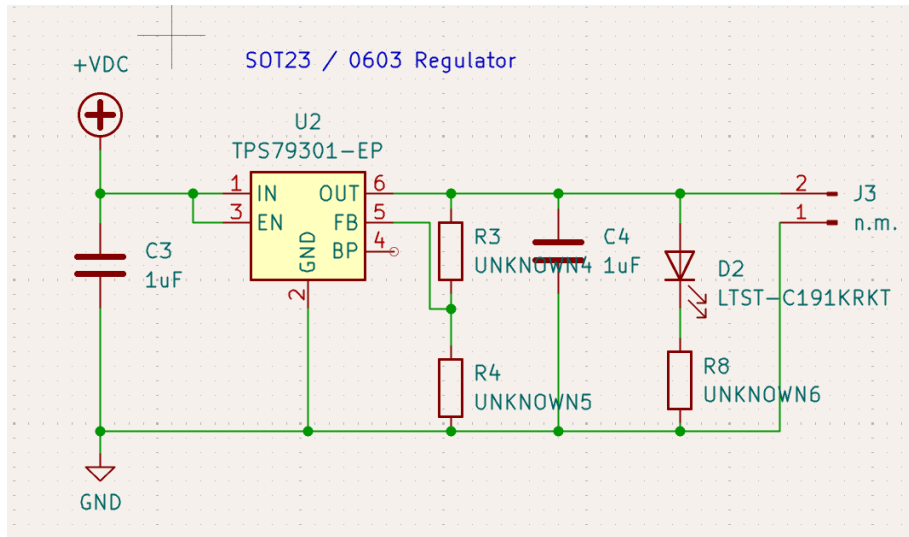 +VDC
SOT23 / 0603 Regulator
U2
TPS79301-EP
1
IN
OUT
6
2
J3
3
EN
FB
5
1
n.m.
GND
BP
4
2
C3
1uF
R3
UNKNOWN4
C4
1uF
D2
LTST-C191KRKT
R4
UNKNOWN5
R8
UNKNOWN6
GND